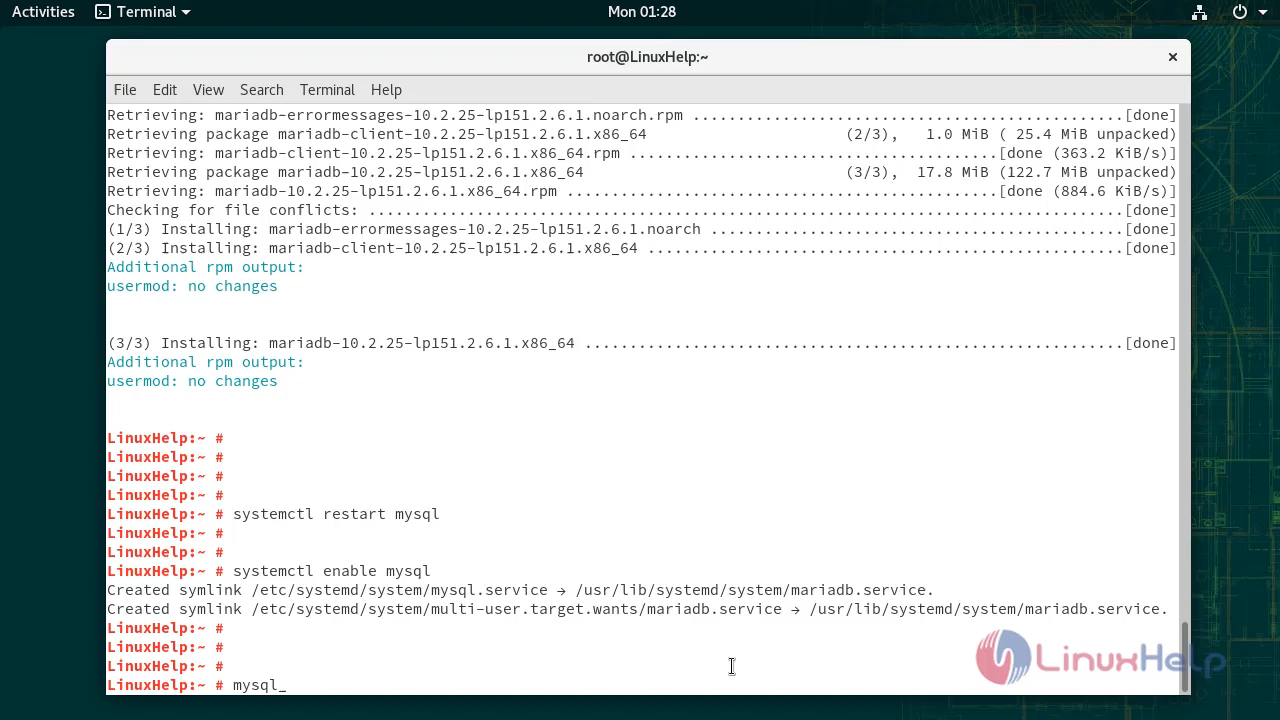 Activities Terminal Mon 01:28
root@LinuxHelp:~ ×
File Edit View Search Terminal Help
Retrieving: mariadb-errormessages-10.2.25-lp151.2.6.1.noarch.rpm ................................................[done]
Retrieving package mariadb-client-10.2.25-lp151.2.6.1.x86_64 (2/3), 1.0 MiB ( 25.4 MiB unpacked)
Retrieving: mariadb-client-10.2.25-lp151.2.6.1.x86_64.rpm .........................................[done (363.2 KiB/s)]
Retrieving package mariadb-10.2.25-lp151.2.6.1.x86_64 (3/3), 17.8 MiB (122.7 MiB unpacked)
Retrieving: mariadb-10.2.25-lp151.2.6.1.x86_64.rpm ................................................[done (884.6 KiB/s)]
Checking for file conflicts: ....................................................................................[done]
(1/3) Installing: mariadb-errormessages-10.2.25-lp151.2.6.1.noarch ..............................................[done]
(2/3) Installing: mariadb-client-10.2.25-lp151.2.6.1.x86_64 .....................................................[done]
Additional rpm output:
usermod: no changes
(3/3) Installing: mariadb-10.2.25-lp151.2.6.1.x86_64 ............................................................[done]
Additional rpm output:
usermod: no changes
LinuxHelp:~ #
LinuxHelp:~ #
LinuxHelp:~ #
LinuxHelp:~ #
LinuxHelp:~ # systemctl restart mysql
LinuxHelp:~ #
LinuxHelp:~ #
LinuxHelp:~ # systemctl enable mysql
Created symlink /etc/systemd/system/mysql.service → /usr/lib/systemd/system/mariadb.service.
Created symlink /etc/systemd/system/multi-user.target.wants/mariadb.service → /usr/lib/systemd/system/mariadb.service.
LinuxHelp:~ #
LinuxHelp:~ #
LinuxHelp:~ #
LinuxHelp:~ # mysql_
LinuxHelp